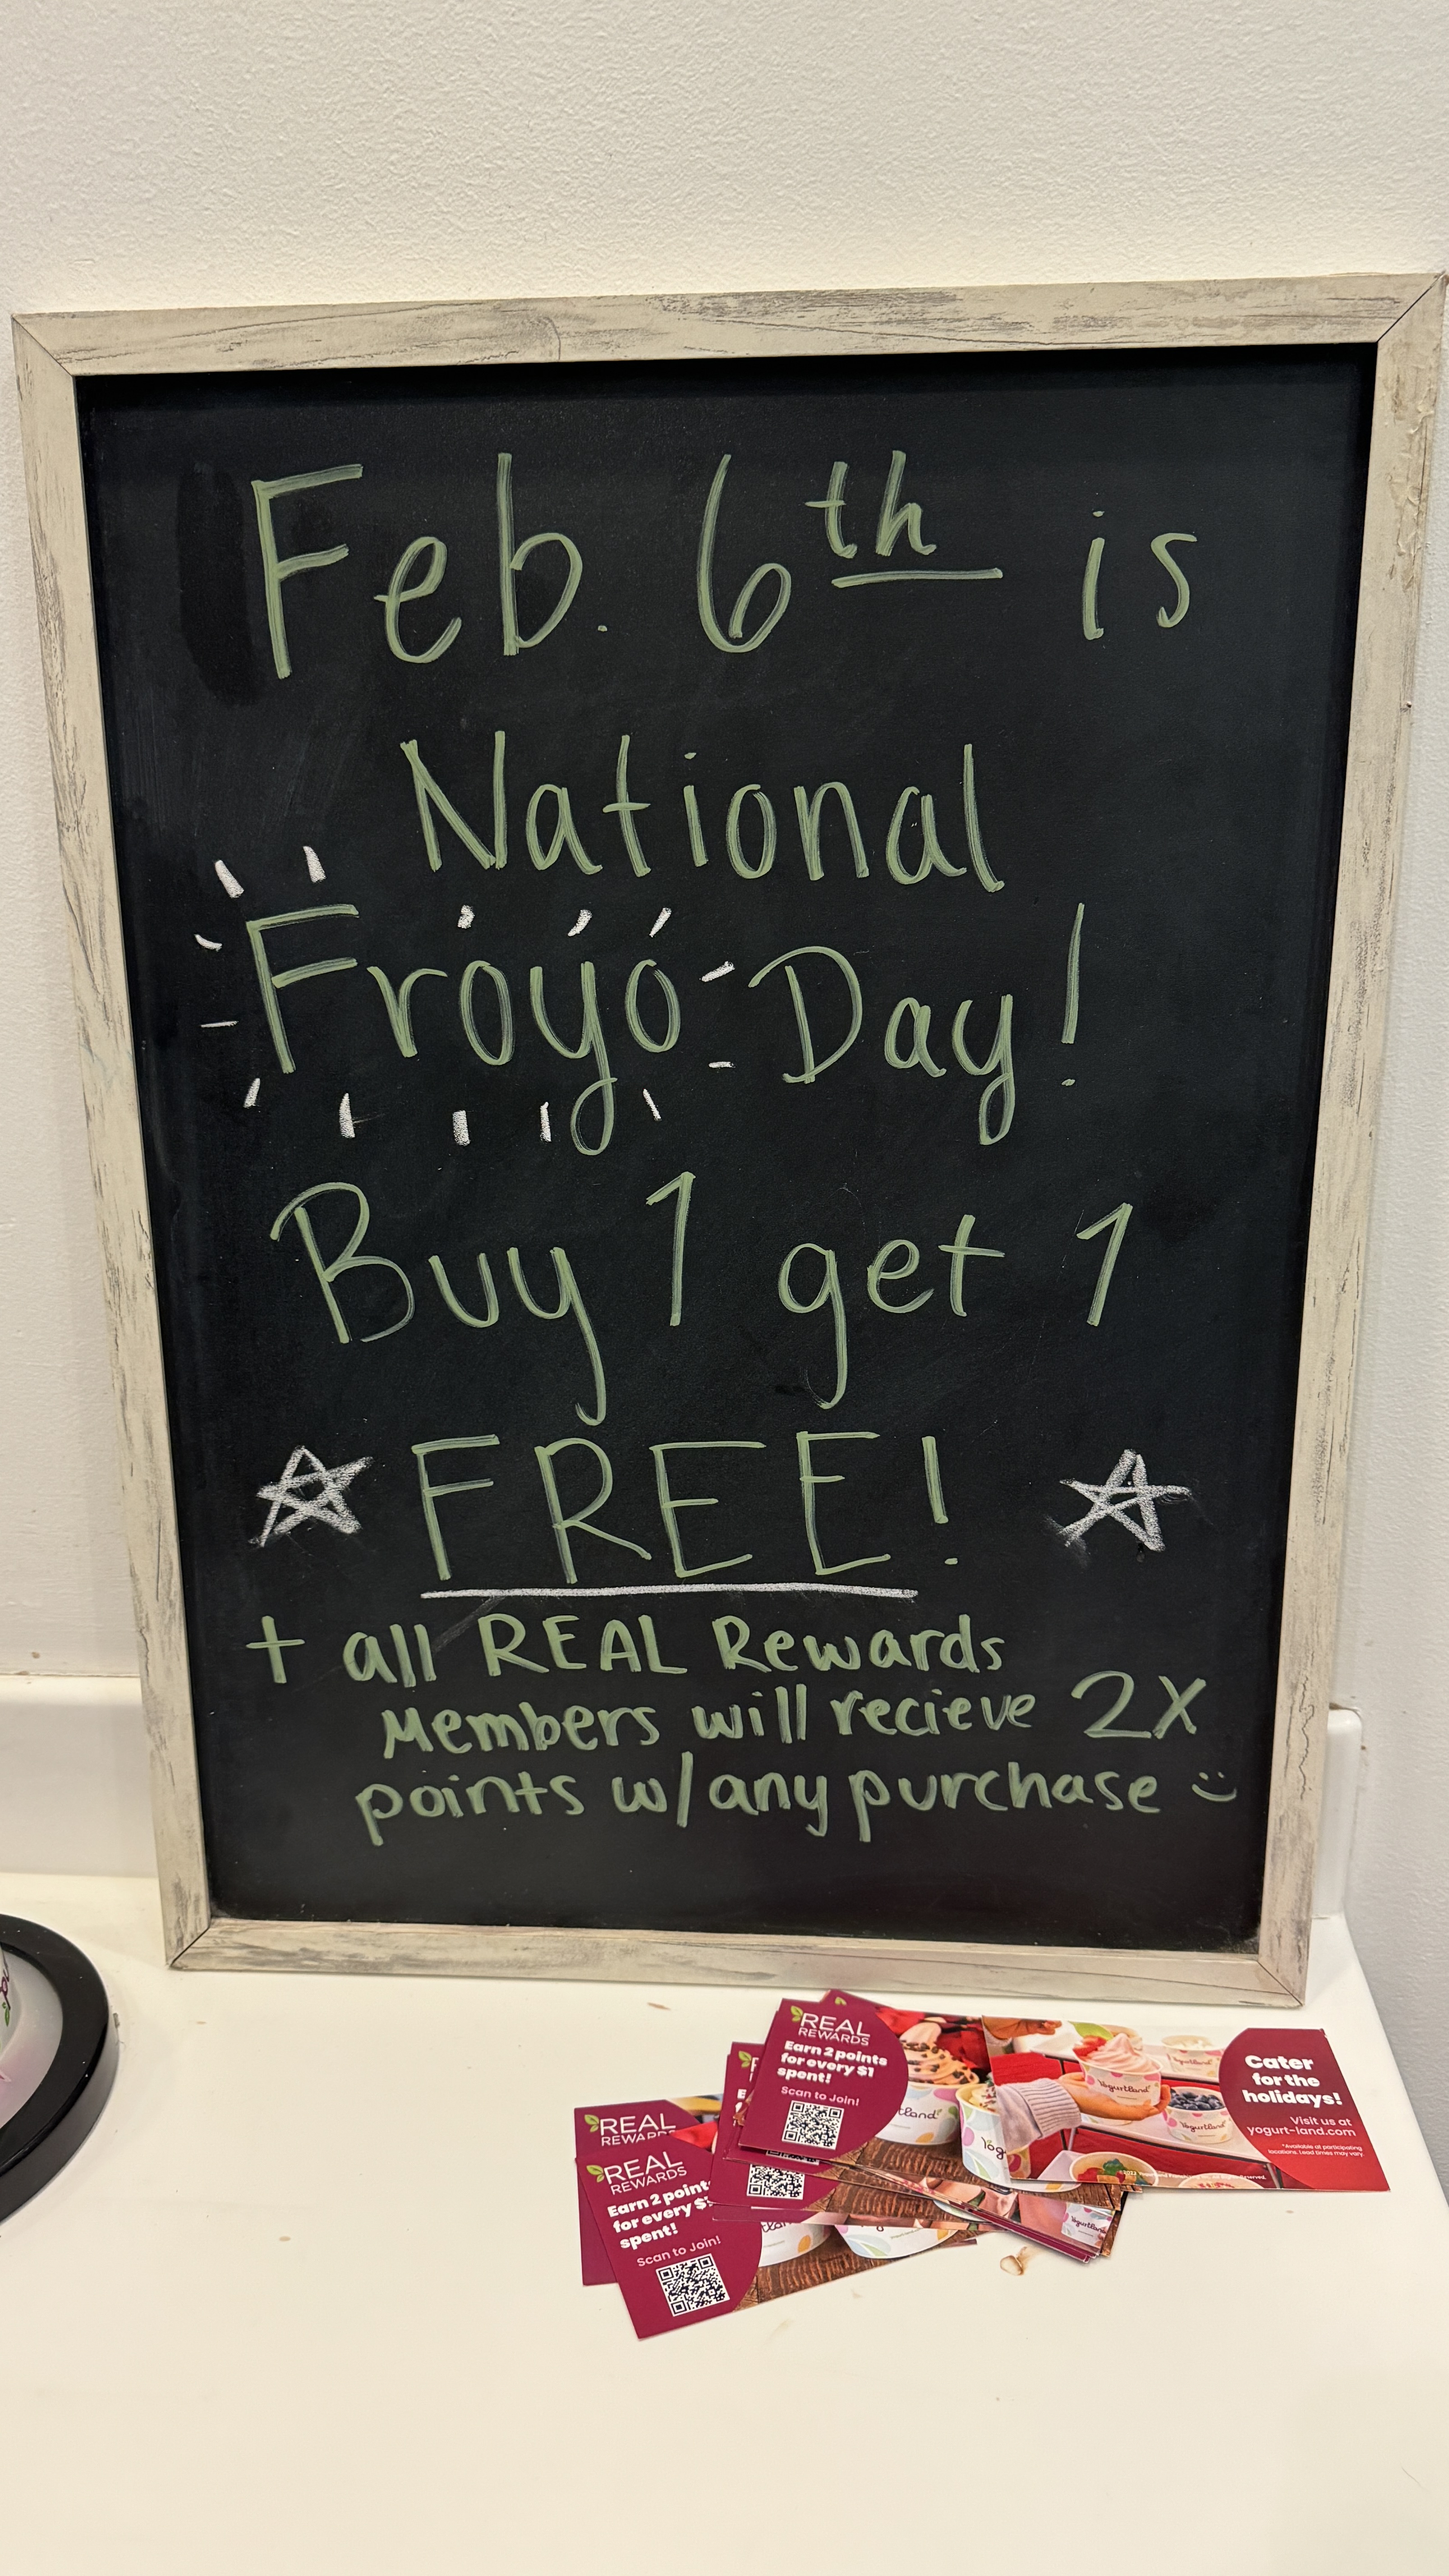 Feb. 6th is
National
Froyo Day!
Buy 1 get 1
FREE!
+ all REAL Rewards
Members will recieve 2X
points w/any purchase
REAL
REWARDS
Earn 2 points
for every $1
spent!
Scan to Join!
Cater
for the
holidays!
Visit us at
yogurt-land.com
*Available at participating
locations. Lead times may vary.
Yogurtland
Yogurtland
REAL
REWARDS
REAL
REWARDS
Earn 2 point
for every $
spent!
Scan to Join!